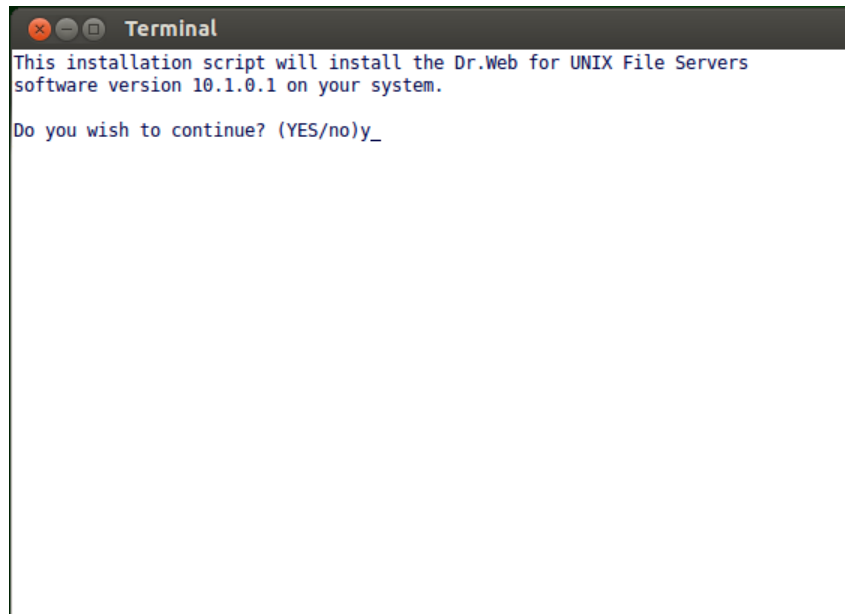 Terminal
This installation script will install the Dr.Web for UNIX File Servers
software version 10.1.0.1 on your system.
Do you wish to continue? (YES/no)y_